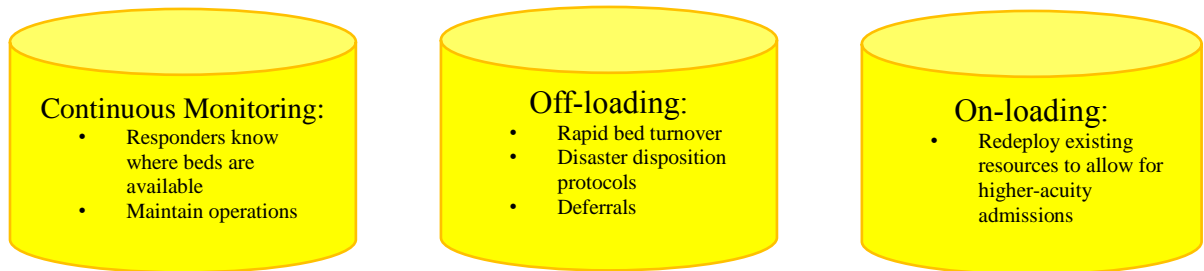 Continuous Monitoring:
• Responders know
where beds are
available
• Maintain operations
Off-loading:
• Rapid bed turnover
• Disaster disposition
protocols
• Deferrals
On-loading:
• Redeploy existing
resources to allow for
higher-acuity
admissions